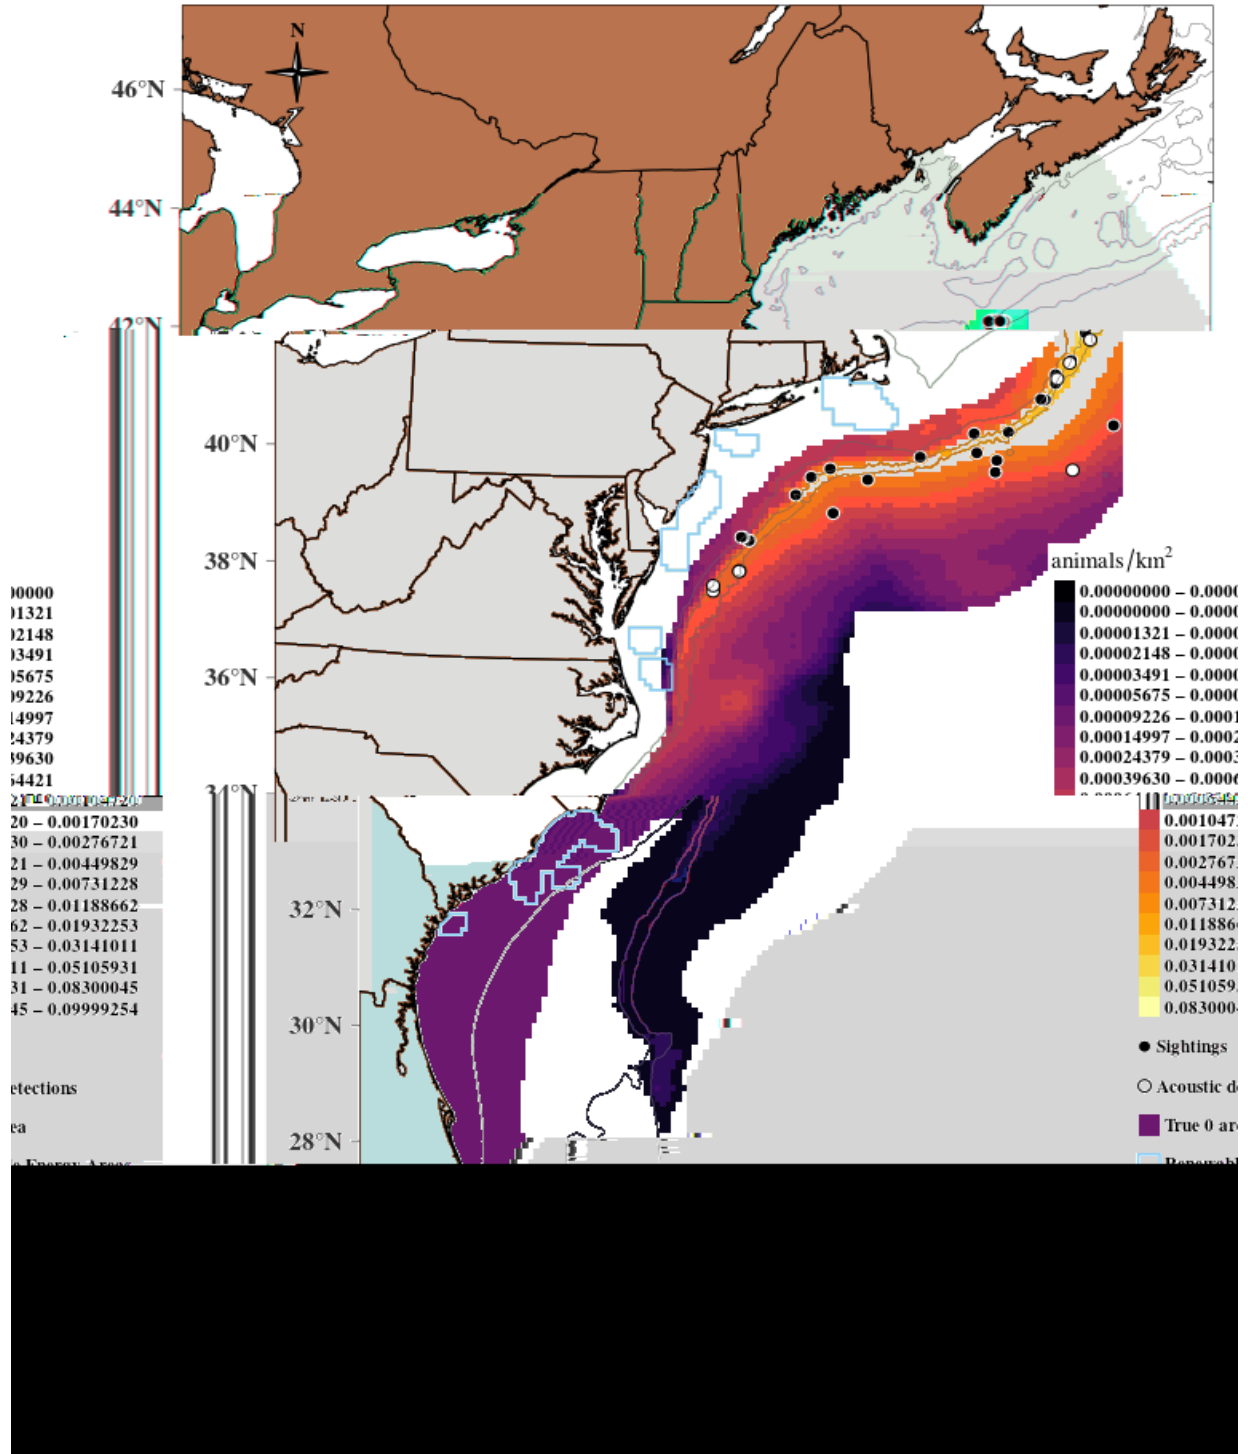 N
46°N
44°N
42°N
40°N
38°N
36°N
34°N
32°N
30°N
28°N
00000
01321
02148
03491
05675
09226
14997
24379
39630
64421
20 – 0.00170230
30 – 0.00276721
21 – 0.00449829
29 – 0.00731228
28 – 0.01188662
62 – 0.01932253
53 – 0.03141011
11 – 0.05105931
31 – 0.08300045
45 – 0.09999254
etections
ea
e Energy Areas
animals/km²
0.00000000 – 0.0000
0.00000000 – 0.0000
0.00001321 – 0.0000
0.00002148 – 0.0000
0.00003491 – 0.0000
0.00005675 – 0.0000
0.00009226 – 0.0001
0.00014997 – 0.0002
0.00024379 – 0.0003
0.00039630 – 0.0006
0.001047
0.001702
0.002767
0.004498
0.007312
0.011886
0.019322
0.031410
0.051059
0.083000
Sightings
Acoustic de
True 0 are
Renewabl